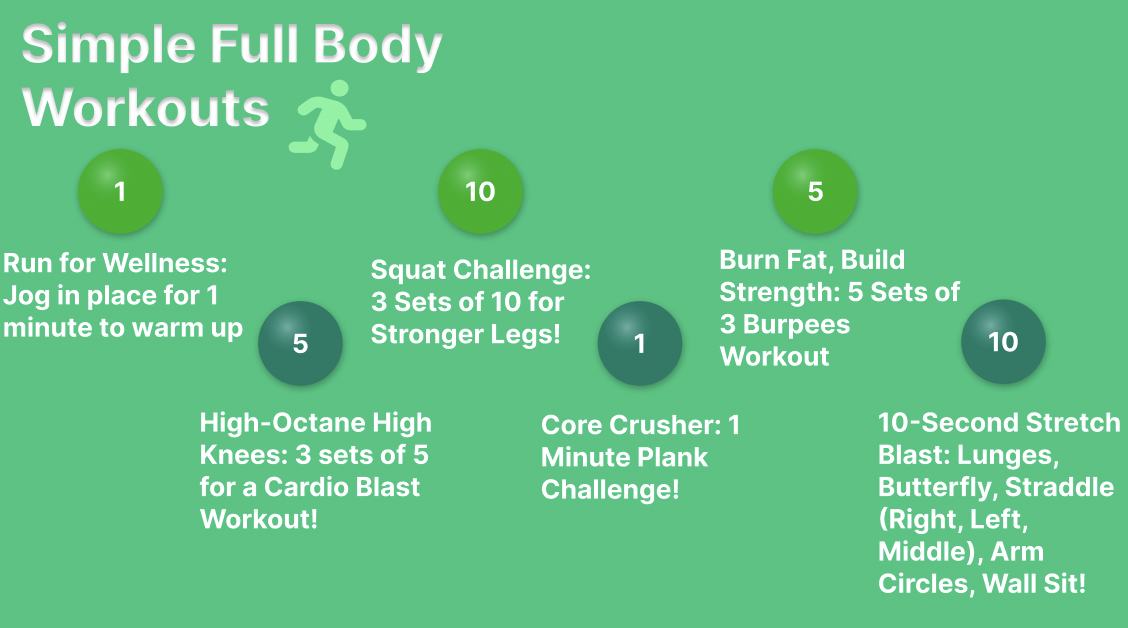 Simple Full Body
Workouts
1
Run for Wellness:
Jog in place for 1
minute to warm up
5
High-Octane High
Knees: 3 sets of 5
for a Cardio Blast
Workout!
10
Squat Challenge:
3 Sets of 10 for
Stronger Legs!
1
Core Crusher: 1
Minute Plank
Challenge!
5
Burn Fat, Build
Strength: 5 Sets of
3 Burpees
Workout
10
10-Second Stretch
Blast: Lunges,
Butterfly, Straddle
(Right, Left,
Middle), Arm
Circles, Wall Sit!